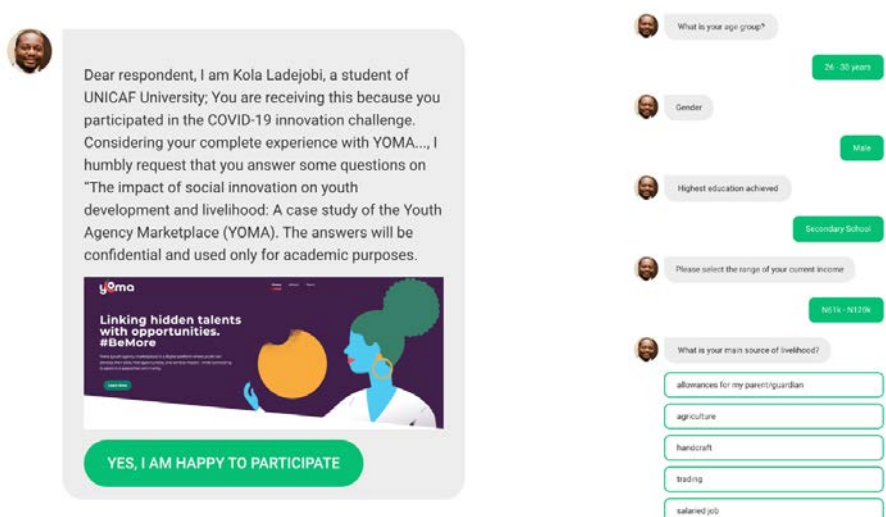 Dear respondent, I am Kola Ladejobi, a student of
UNICAF University; You are receiving this because you
participated in the COVID-19 innovation challenge.
Considering your complete experience with YOMA..., I
humbly request that you answer some questions on
"The impact of social innovation on youth
development and livelihood: A case study of the Youth
Agency Marketplace (YOMA). The answers will be
confidential and used only for academic purposes.
yoma
Home About Team
Linking hidden talents
with opportunities.
#BeMore
Learn More
YES, I AM HAPPY TO PARTICIPATE
What is your age group?
26 - 30 years
Gender
Male
Highest education achieved
Secondary School
Please select the range of your current income
N61k - N120k
What is your main source of livelihood?
allowances for my parent/guardian
agriculture
handcraft
trading
salaried job